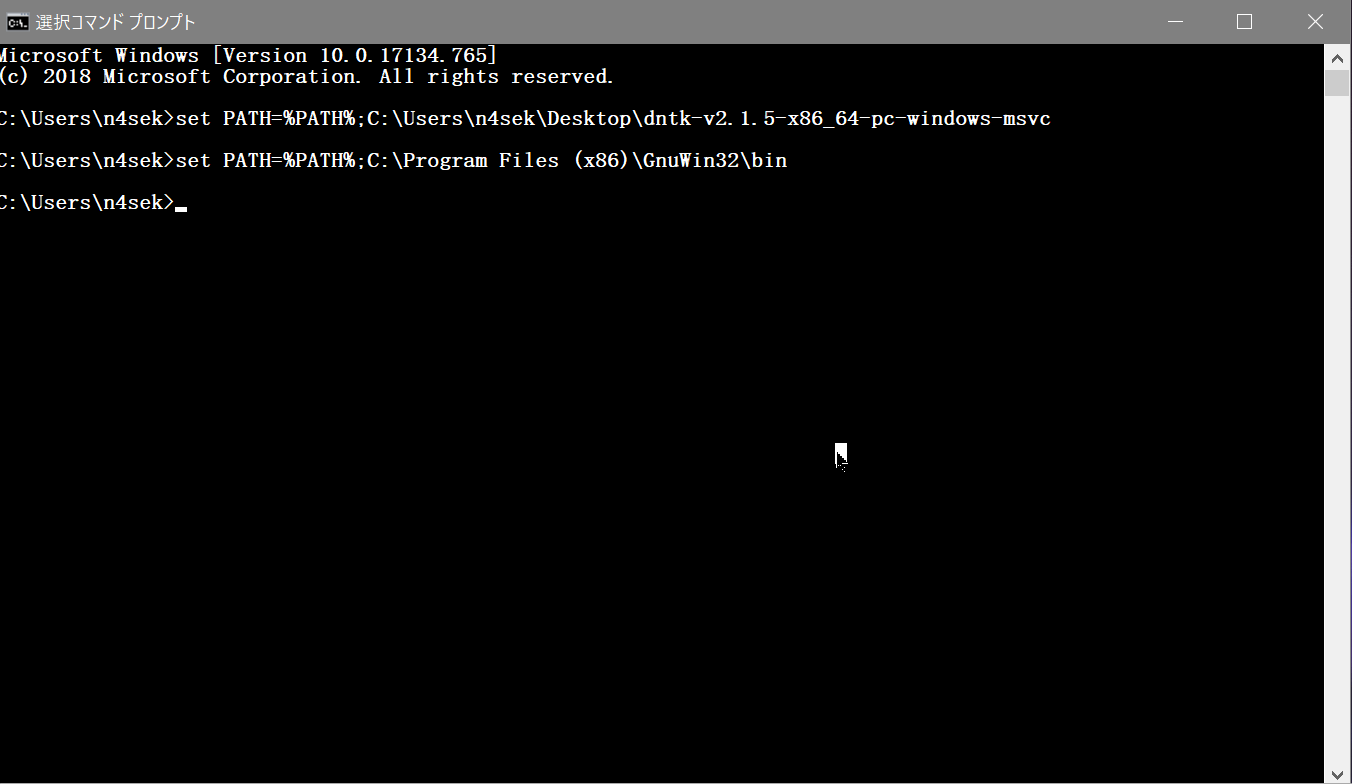 選択コマンド プロンプト
Microsoft Windows [Version 10.0.17134.765]
(c) 2018 Microsoft Corporation. All rights reserved.
C:\Users\n4sek>set PATH=%PATH%;C:\Users\n4sek\Desktop\dntk-v2.1.5-x86_64-pc-windows-msvc
C:\Users\n4sek>set PATH=%PATH%;C:\Program Files (x86)\GnuWin32\bin
C:\Users\n4sek>